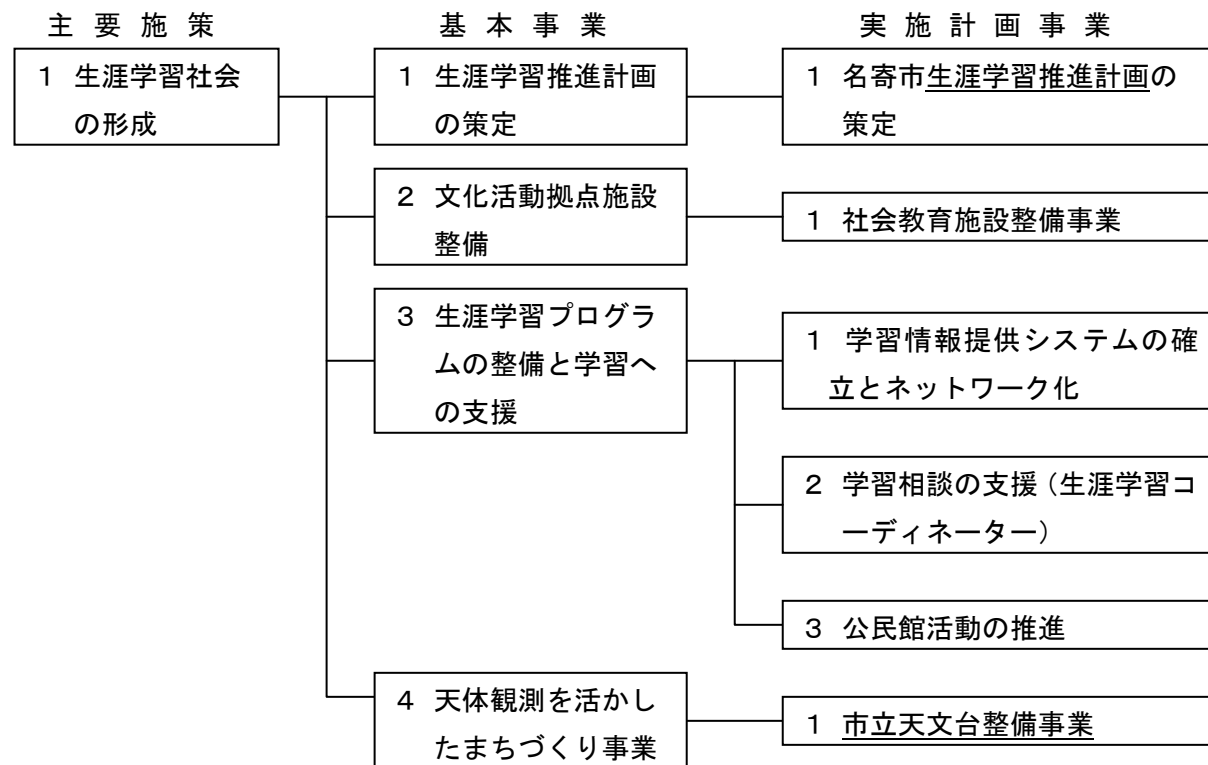 主要施策 基本事業 実施計画事業
1 生涯学習社会
の形成
1 生涯学習推進計画
の策定
1 名寄市生涯学習推進計画の
策定
2 文化活動拠点施設
整備
1 社会教育施設整備事業
3 生涯学習プログラ
ムの整備と学習へ
の支援
1 学習情報提供システムの確
立とネットワーク化
2 学習相談の支援(生涯学習コ
ーディネーター)
3 公民館活動の推進
4 天体観測を活かし
たまちづくり事業
1 市立天文台整備事業